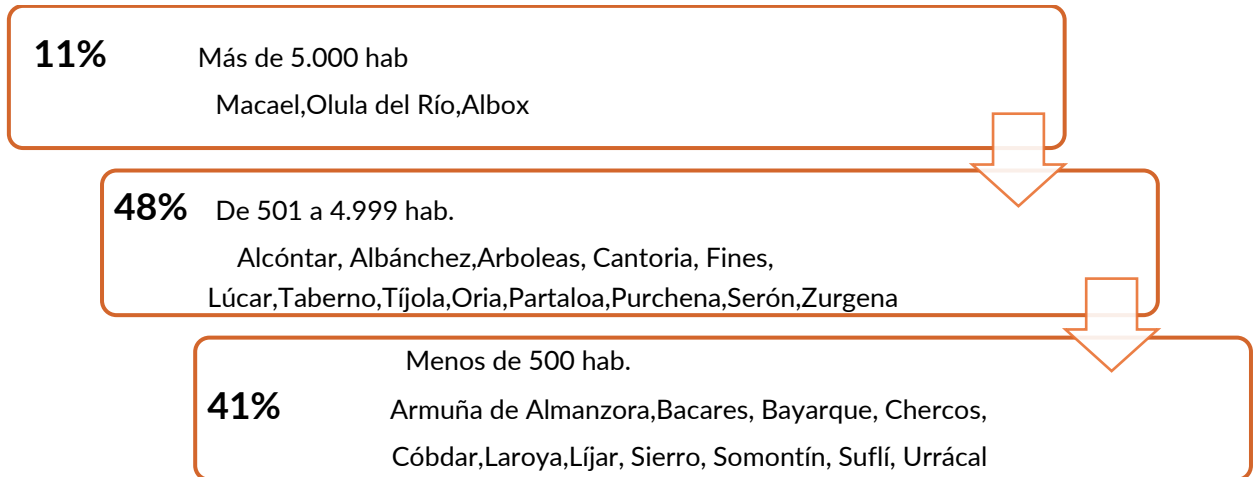 11% Más de 5.000 hab
Macael,Olula del Río,Albox
48% De 501 a 4.999 hab.
Alcóntar, Albánchez,Arboleas, Cantoria, Fines,
Lúcar,Taberno,Tíjola,Oria,Partaloa,Purchena,Serón,Zurgena
Menos de 500 hab.
41% Armuña de Almanzora,Bacares, Bayarque, Chercos,
Cóbdar,Laroya,Líjar, Sierro, Somontín, Suflí, Urrácal